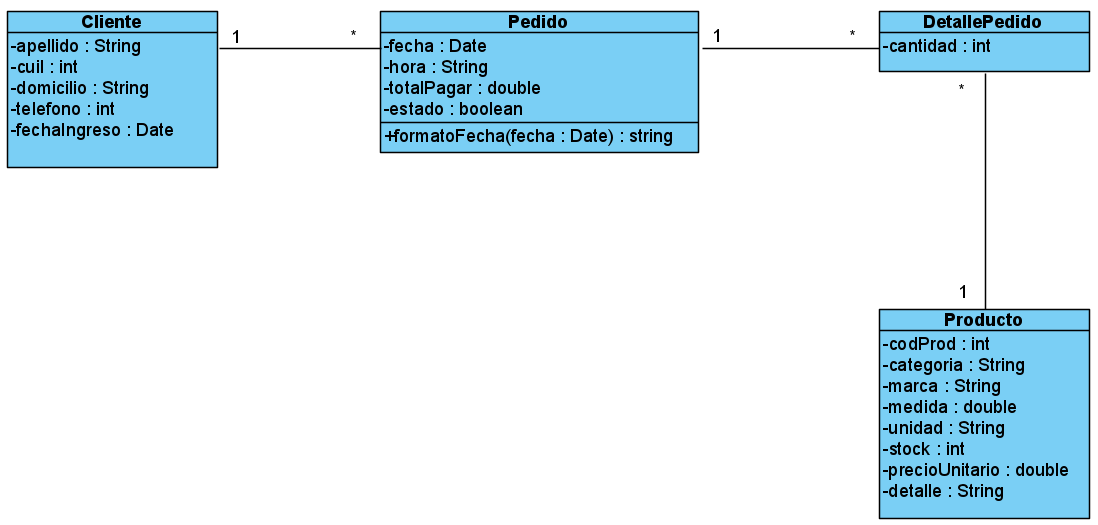 Cliente
-apellido : String
-cuil : int
-domicilio : String
-telefono : int
-fechaIngreso : Date
1
*
Pedido
-fecha : Date
-hora : String
-totalPagar : double
-estado : boolean
+formatoFecha(fecha : Date) : string
1
*
DetallePedido
-cantidad : int
*
1
Producto
-codProd : int
-categoria : String
-marca : String
-medida : double
-unidad : String
-stock : int
-precioUnitario : double
-detalle : String